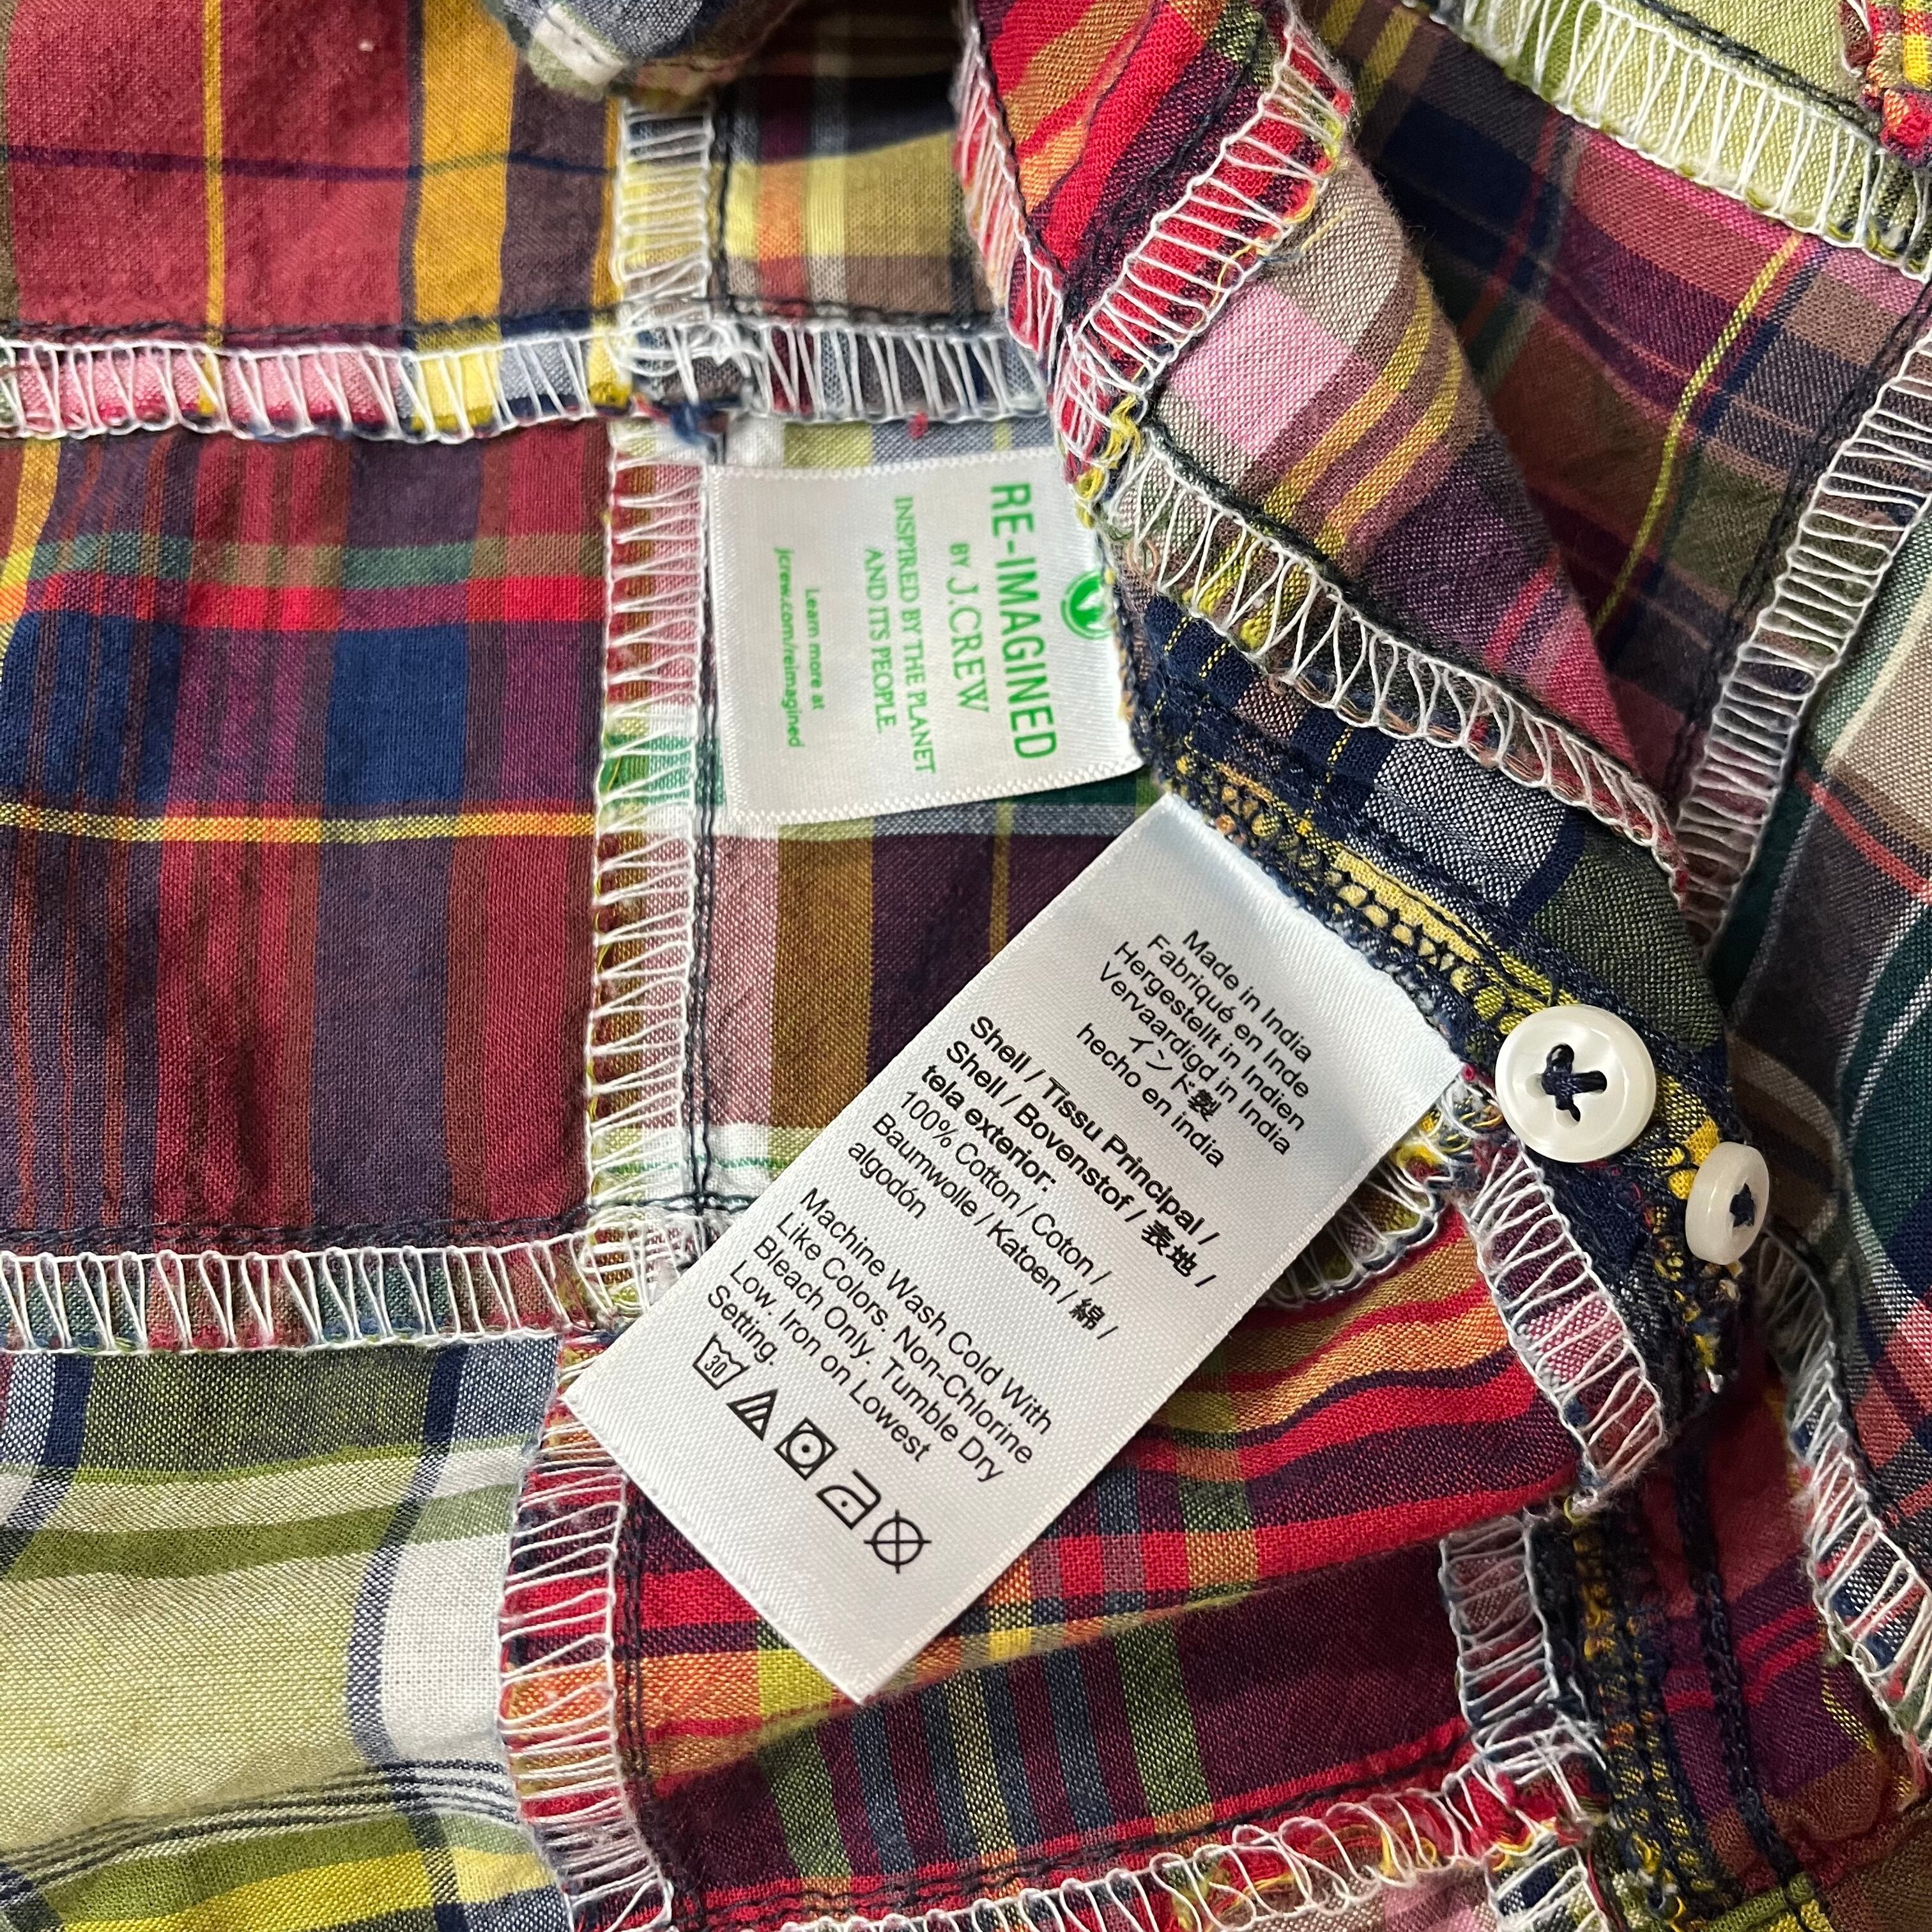 RE-IMAGINED
BY J.CREW
INSPIRED BY THE PLANET
AND ITS PEOPLE
Learn more at
jcrew.com/reimagined
Made in India
Fabriqué en Inde
Hergestellt in Indien
Vervaardigd in India
インド製
hecho en india
Shell / Tissu Principal /
Shell / Bovenstof / 表地 /
tela exterior:
100% Cotton / Coton /
Baumwolle / Katoen / 綿 /
algodón
Machine Wash Cold With
Like Colors. Non-Chlorine
Bleach Only. Tumble Dry
Low. Iron on Lowest
Setting.
30